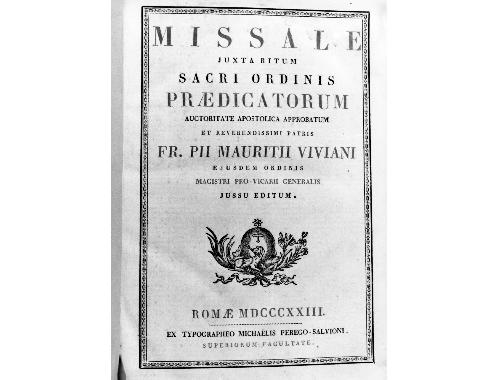 MISSALE
JUXTA RITUM
SACRI ORDINIS
PRÆDICATORUM
AUCTORITATE APOSTOLICA APPROBATUM
ET REVERENDISSIMI PATRIS
FR. PII MAURITII VIVIANI
EJUSDEM ORDINIS
MAGISTRI PRO-VICARII GENERALIS
JUSSU EDITUM.
ROMÆ MDCCCXXIII.
EX TYPOGRAPHEO MICHAELIS PEREGO-SALVIONI.
SUPERIORUM FACULTATE.